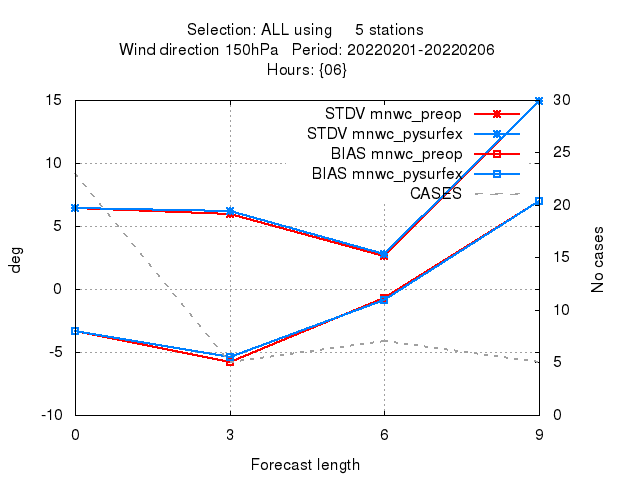 Selection: ALL using 5 stations
Wind direction 150hPa Period: 20220201-20220206
Hours: {06}
STDV mnwc_preop
STDV mnwc_pysurfex
BIAS mnwc_preop
BIAS mnwc_pysurfex
CASES
deg
15
10
5
0
-5
-10
30
25
20
15
10
5
0
No cases
0 3 6 9
Forecast length